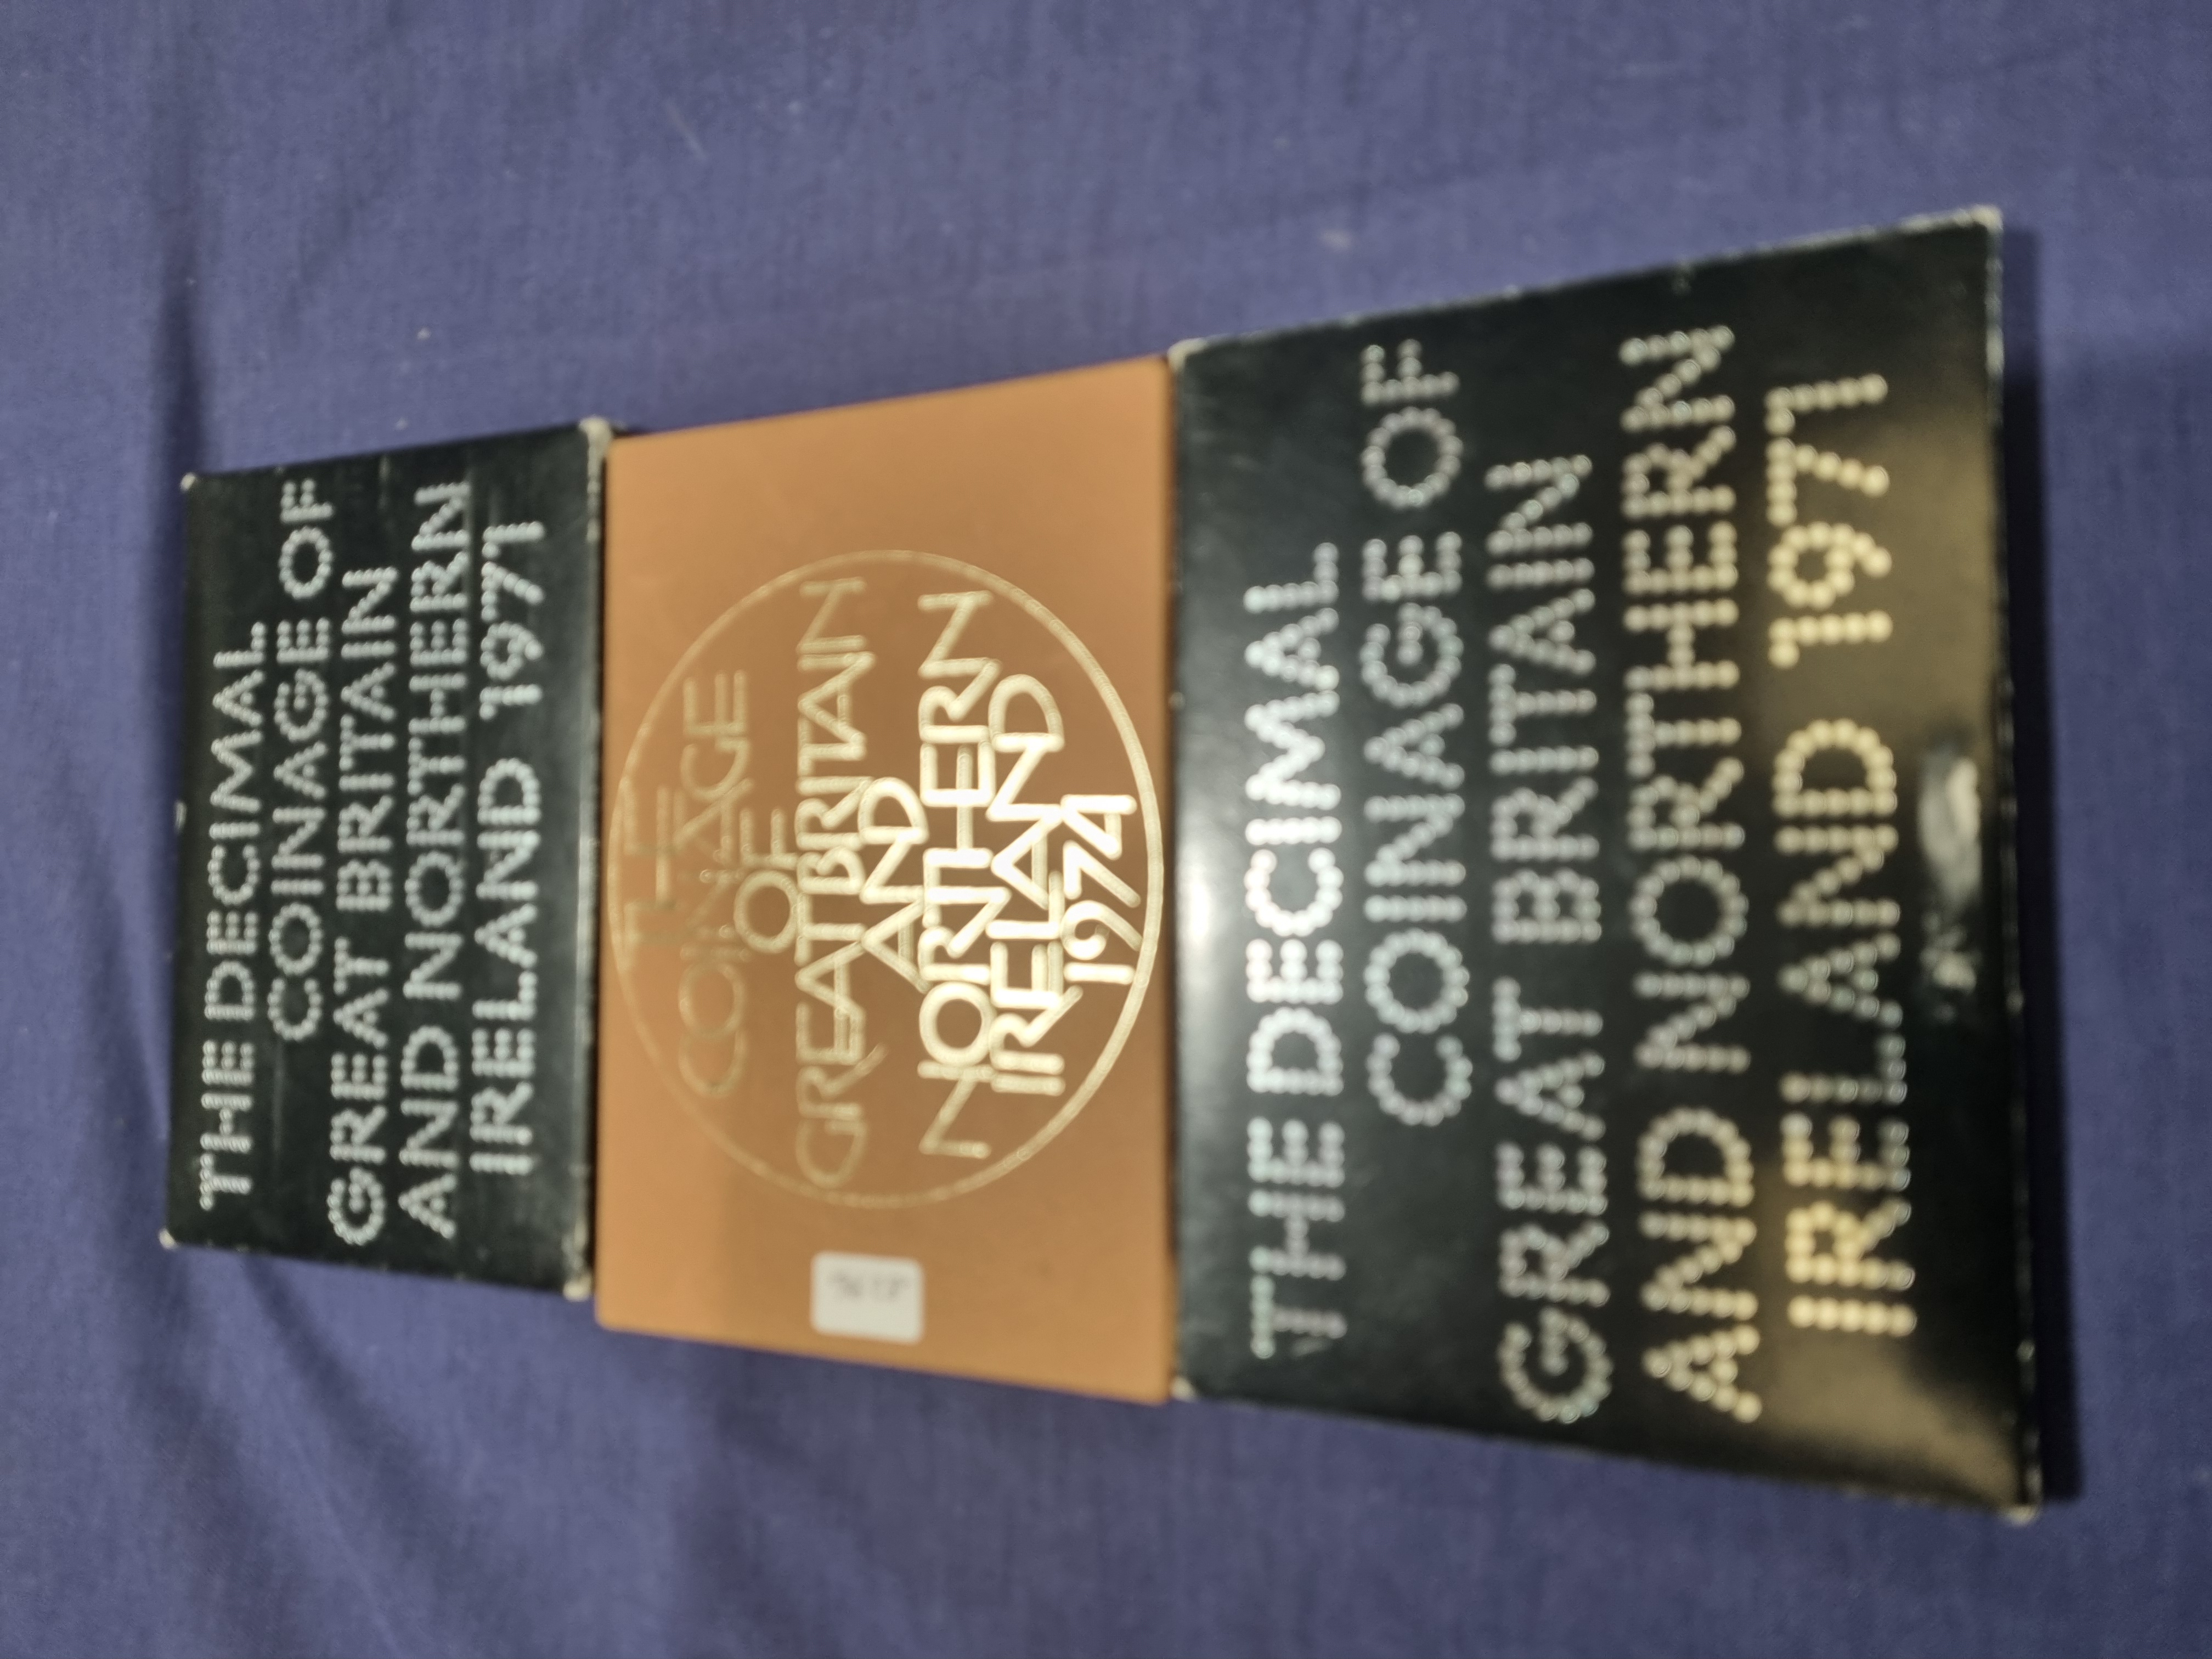 THE DECIMAL
COINAGE OF
GREAT BRITAIN
AND NORTHERN
IRELAND 1971
THE
COINAGE
OF
GREAT BRITAIN
AND
NORTHERN
IRELAND
1974
THE DECIMAL
COINAGE OF
GREAT BRITAIN
AND NORTHERN
IRELAND 1971